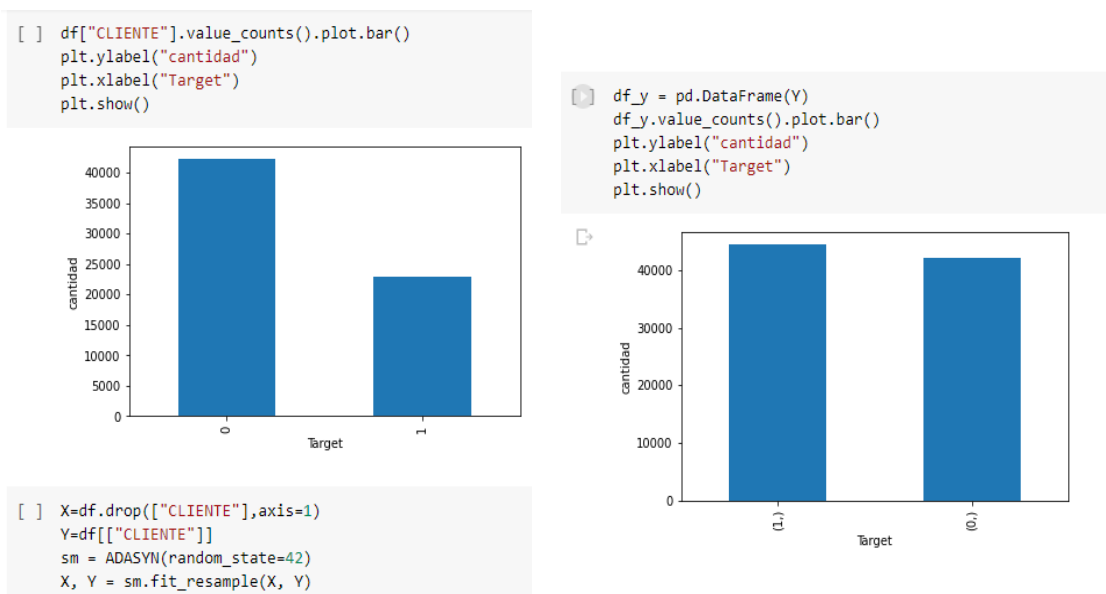 [ ] df["CLIENTE"].value_counts().plot.bar()
plt.ylabel("cantidad")
plt.xlabel("Target")
plt.show()
40000
35000
30000
25000
20000
15000
10000
5000
0
cantidad
0
1
Target
[ ] X=df.drop(["CLIENTE"],axis=1)
Y=df[["CLIENTE"]]
sm = ADASYN(random_state=42)
X, Y = sm.fit_resample(X, Y)
[ ] df_y = pd.DataFrame(Y)
df_y.value_counts().plot.bar()
plt.ylabel("cantidad")
plt.xlabel("Target")
plt.show()
40000
30000
20000
10000
0
cantidad
(1,)
(0,)
Target